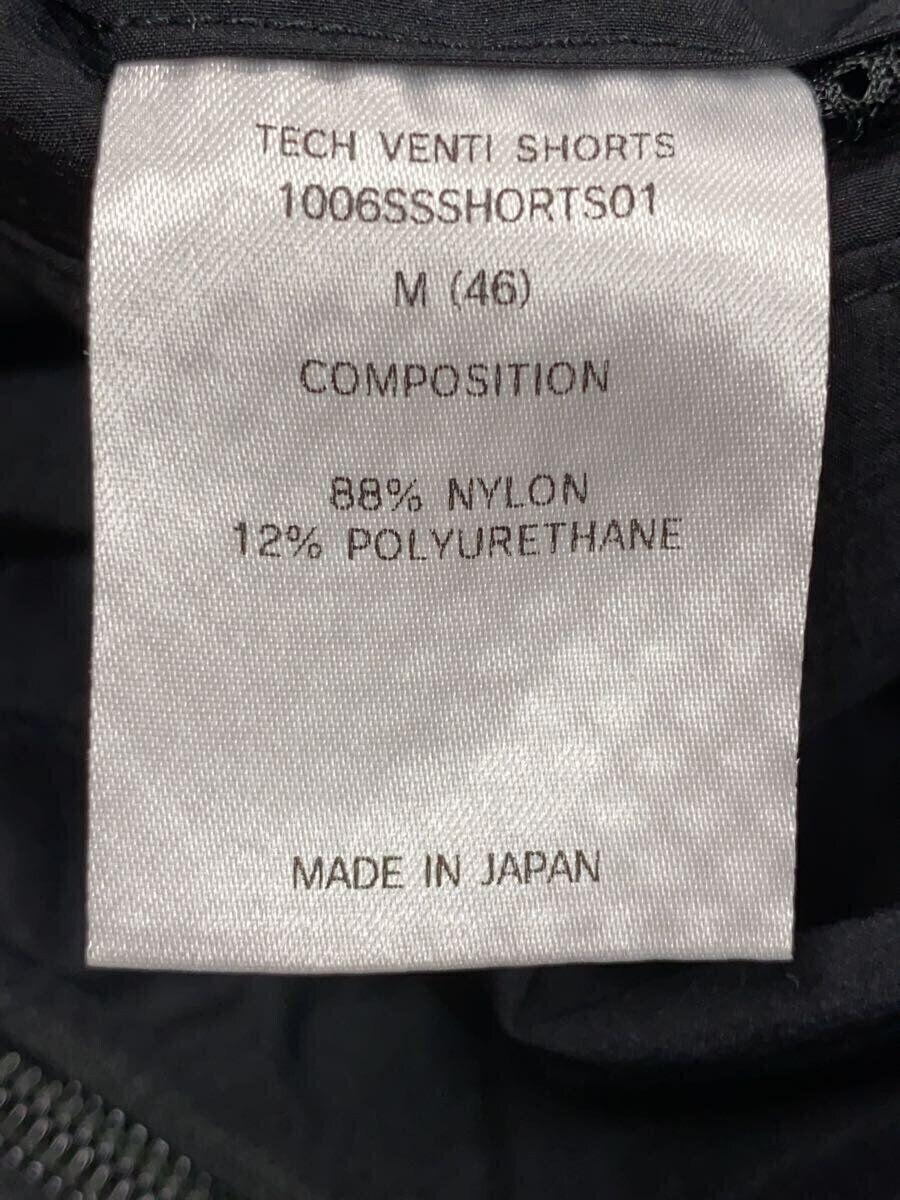 TECH VENTI SHORTS
1006SSSHORTS01
M (46)
COMPOSITION
88% NYLON
12% POLYURETHANE
MADE IN JAPAN